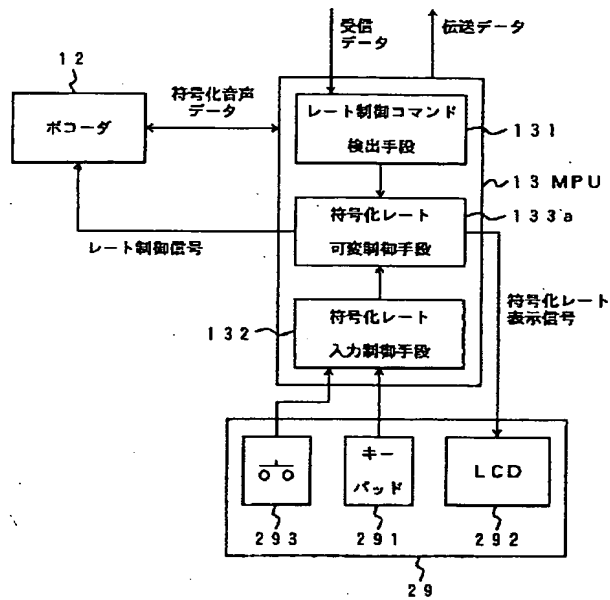 受信
データ
伝送データ
12
符号化音声
データ
ボコーダ
レート制御コマンド
検出手段
131
13 MPU
符号化レート
可変制御手段
133a
レート制御信号
符号化レート
表示信号
132
符号化レート
入力制御手段
キー
パッド
LCD
293
291
292
29